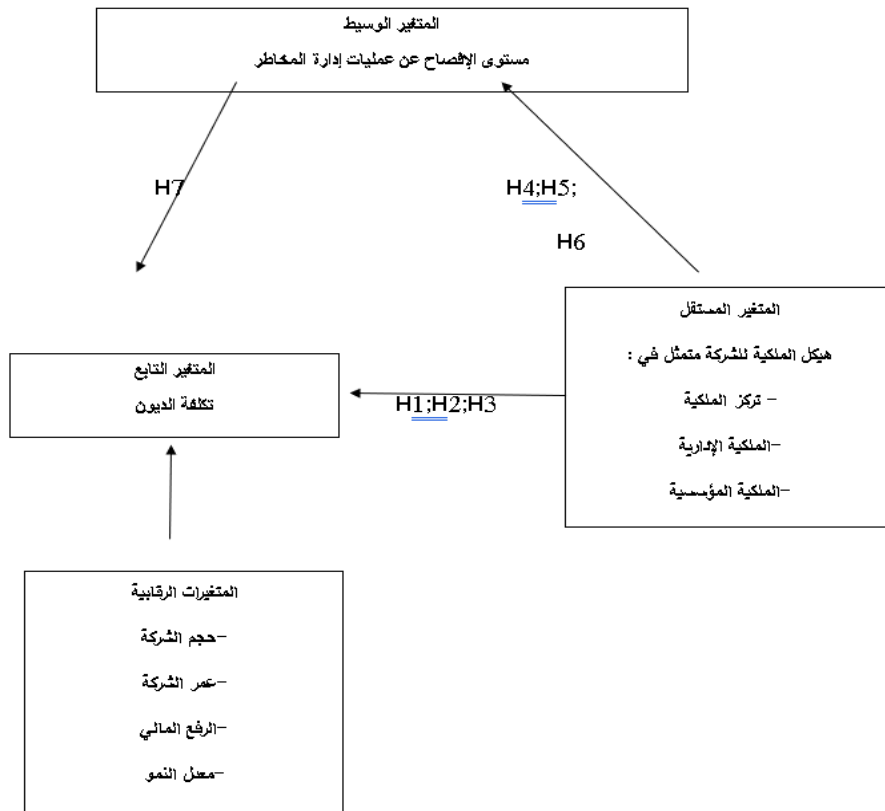 المتغير الوسيط
مستوى الإفصاح عن عمليات إدارة المخاطر
H7
H4;H5;
H6
المتغير المستقل
هيكل الملكية للشركة متمثل في :
- تركز الملكية
-الملكية الإدارية
-الملكية المؤسسية
المتغير التابع
تكلفة الديون
H1;H2;H3
المتغيرات الرقابية
-حجم الشركة
-عمر الشركة
-الرفع المالي
-معدل النمو